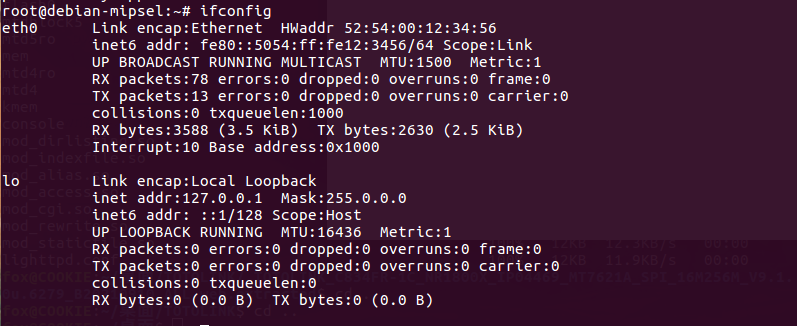 root@debian-mipsel:~# ifconfig
eth0      Link encap:Ethernet  HWaddr 52:54:00:12:34:56
          inet6 addr: fe80::5054:ff:fe12:3456/64 Scope:Link
          UP BROADCAST RUNNING MULTICAST  MTU:1500  Metric:1
          RX packets:78 errors:0 dropped:0 overruns:0 frame:0
          TX packets:13 errors:0 dropped:0 overruns:0 carrier:0
          collisions:0 txqueuelen:1000
          RX bytes:3588 (3.5 KiB)  TX bytes:2630 (2.5 KiB)
          Interrupt:10 Base address:0x1000

lo        Link encap:Local Loopback
          inet addr:127.0.0.1  Mask:255.0.0.0
          inet6 addr: ::1/128 Scope:Host
          UP LOOPBACK RUNNING  MTU:16436  Metric:1
          RX packets:0 errors:0 dropped:0 overruns:0 frame:0
          TX packets:0 errors:0 dropped:0 overruns:0 carrier:0
          collisions:0 txqueuelen:0
          RX bytes:0 (0.0 B)  TX bytes:0 (0.0 B)